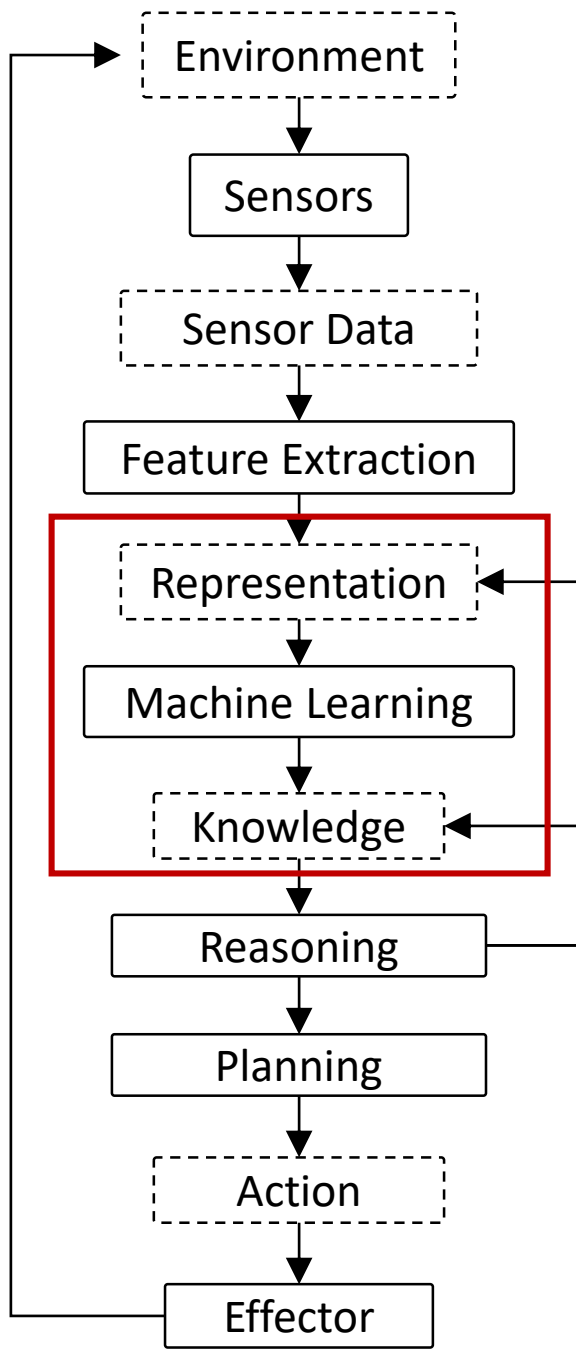 Environment
Sensors
Sensor Data
Feature Extraction
Representation
Machine Learning
Knowledge
Reasoning
Planning
Action
Effector